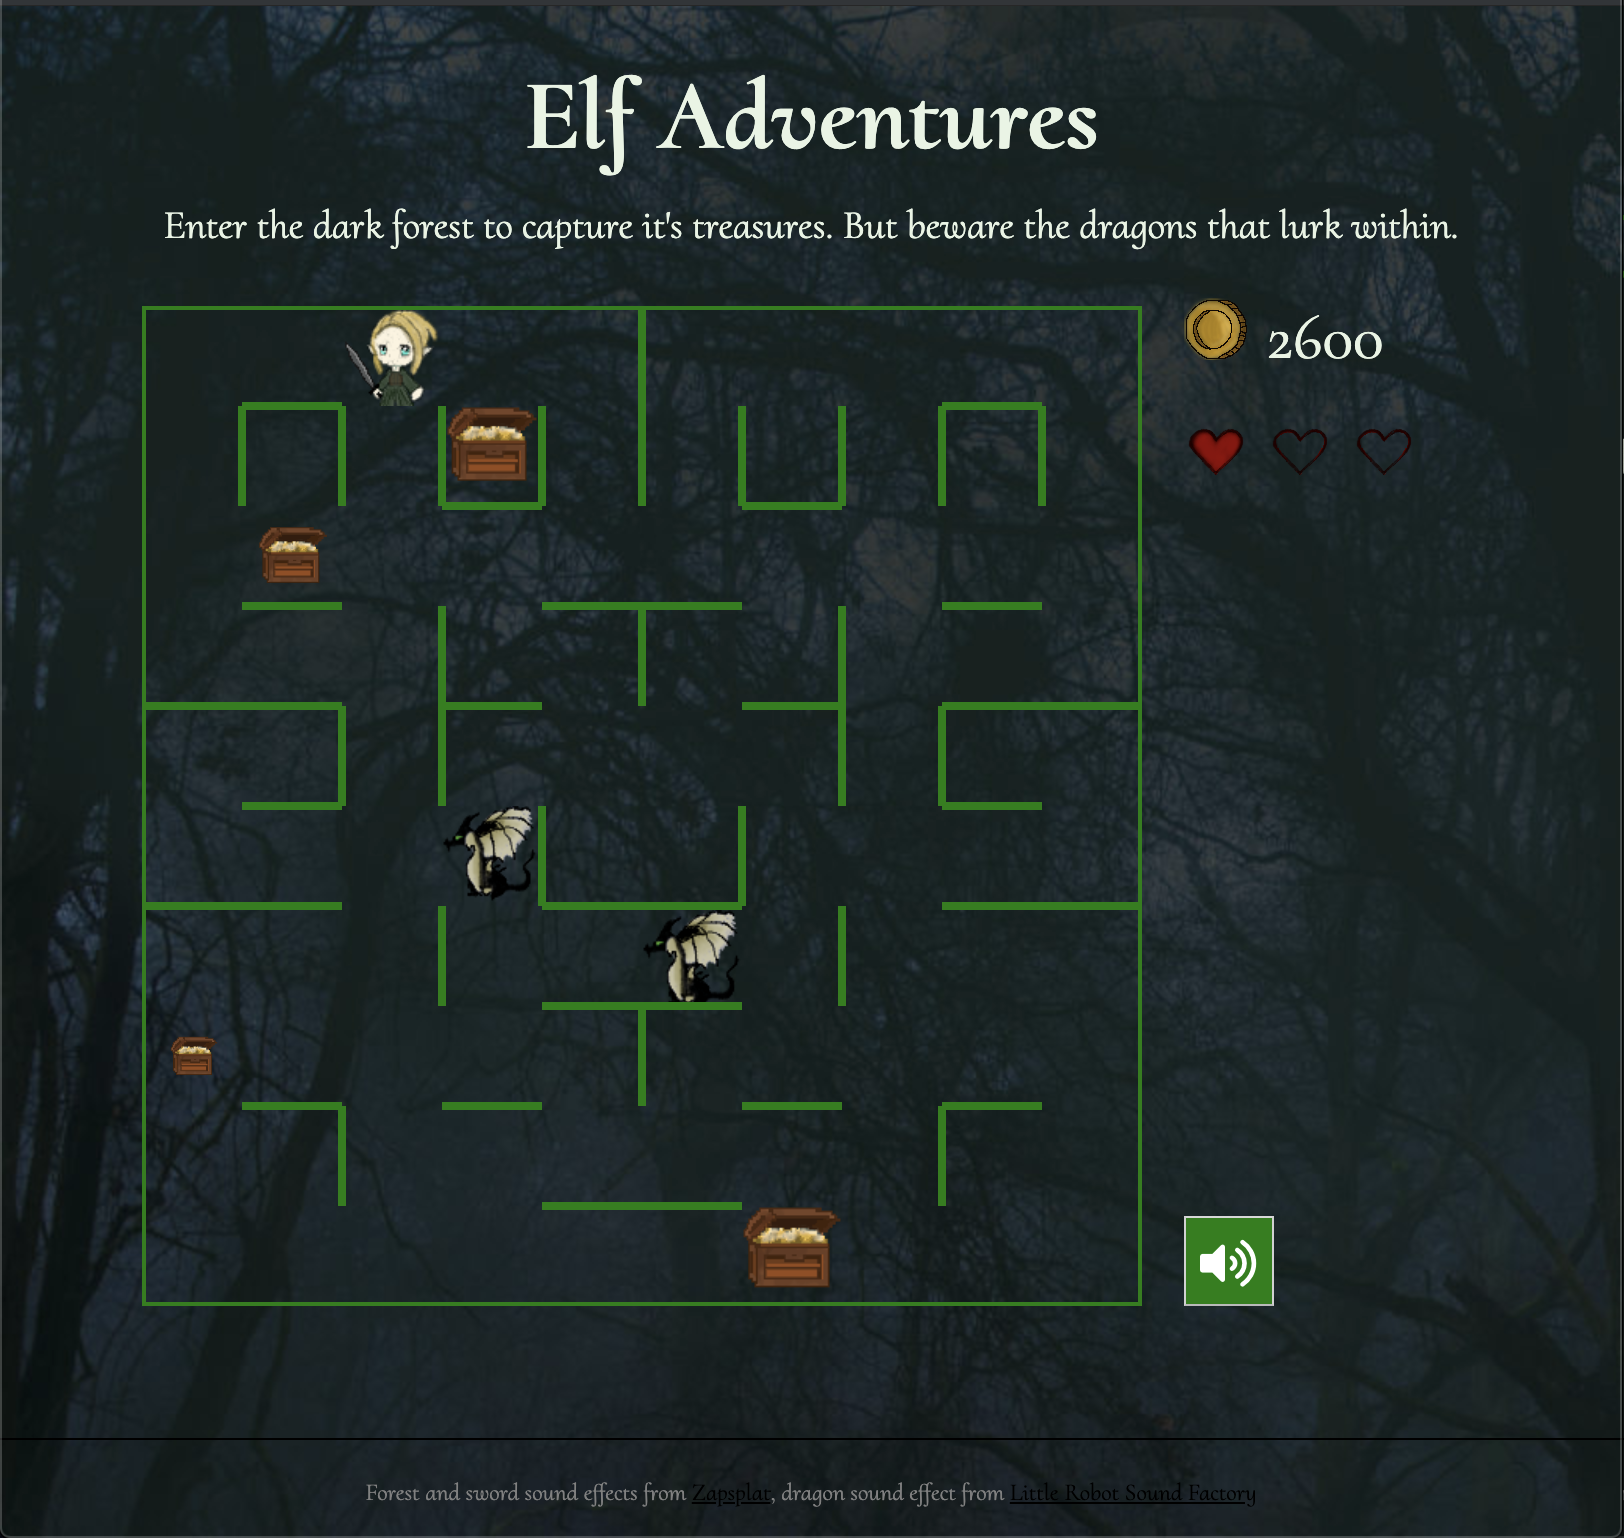 Elf Adventures
Enter the dark forest to capture it's treasures. But beware the dragons that lurk within.
2600
Forest and sword sound effects from Zapsplat, dragon sound effect from Little Robot Sound Factory